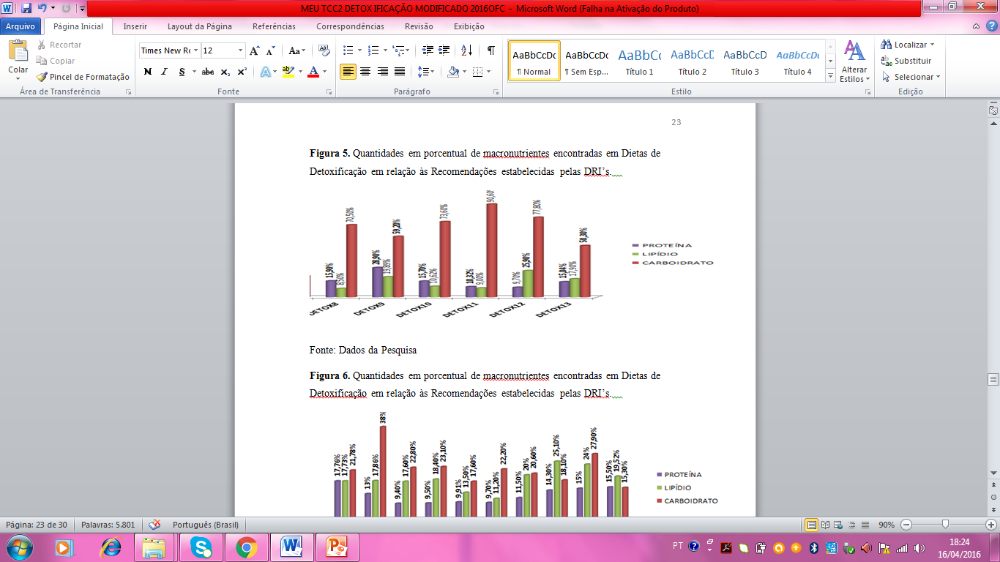 MEU TCC2 DETOX IFICAÇÃO MODIFICADO 2016OFC - Microsoft Word (Falha na Ativação do Produto)
Arquivo Página Inicial Inserir Layout da Página Referências Correspondências Revisão Exibição
Colar
Recortar
Copiar
Pincel de Formatação
Área de Transferência
Times New Ro 12
N I S abc x₂ x²
Fonte
Parágrafo
AaBbCcDc AaBbCcDc AaBbCc AaBbCcD AaBbCcDc AaBbCcDu
¶ Normal ¶ Sem Esp... Título 1 Título 2 Título 3 Título 4
Estilo
Alterar
Estilos
Localizar
Substituir
Selecionar
Edição
23
Figura 5. Quantidades em porcentual de macronutrientes encontradas em Dietas de
Detoxificação em relação às Recomendações estabelecidas pelas DRI's.
15,90% 8,50% 70,50% 28,90% 19,89% 59,20% 15,70% 10,62% 73,60% 10,32% 9,00% 90,60 9,70% 25,90% 77,80% 15,04% 17,90% 50,30%
DETOX8 DETOX9 DETOX10 DETOX11 DETOX12 DETOX13
PROTEÍNA
LIPÍDIO
CARBOIDRATO
Fonte: Dados da Pesquisa
Figura 6. Quantidades em porcentual de macronutrientes encontradas em Dietas de
Detoxificação em relação às Recomendações estabelecidas pelas DRI's.
17,76% 17,73% 21,78% 13% 17,86% 38% 9,40% 17,60% 22,80% 9,50% 18,40% 23,10% 9,91% 13,50% 17,60% 9,70% 11,20% 22,20% 11,50% 20% 20,60% 14,30% 25,10% 18,10% 15% 24% 27,90% 15,50% 19,52% 15,30%
PROTEÍNA
LIPÍDIO
CARBOIDRATO
Página: 23 de 30 Palavras: 5.801 Português (Brasil) 90%
PT 18:24
16/04/2016